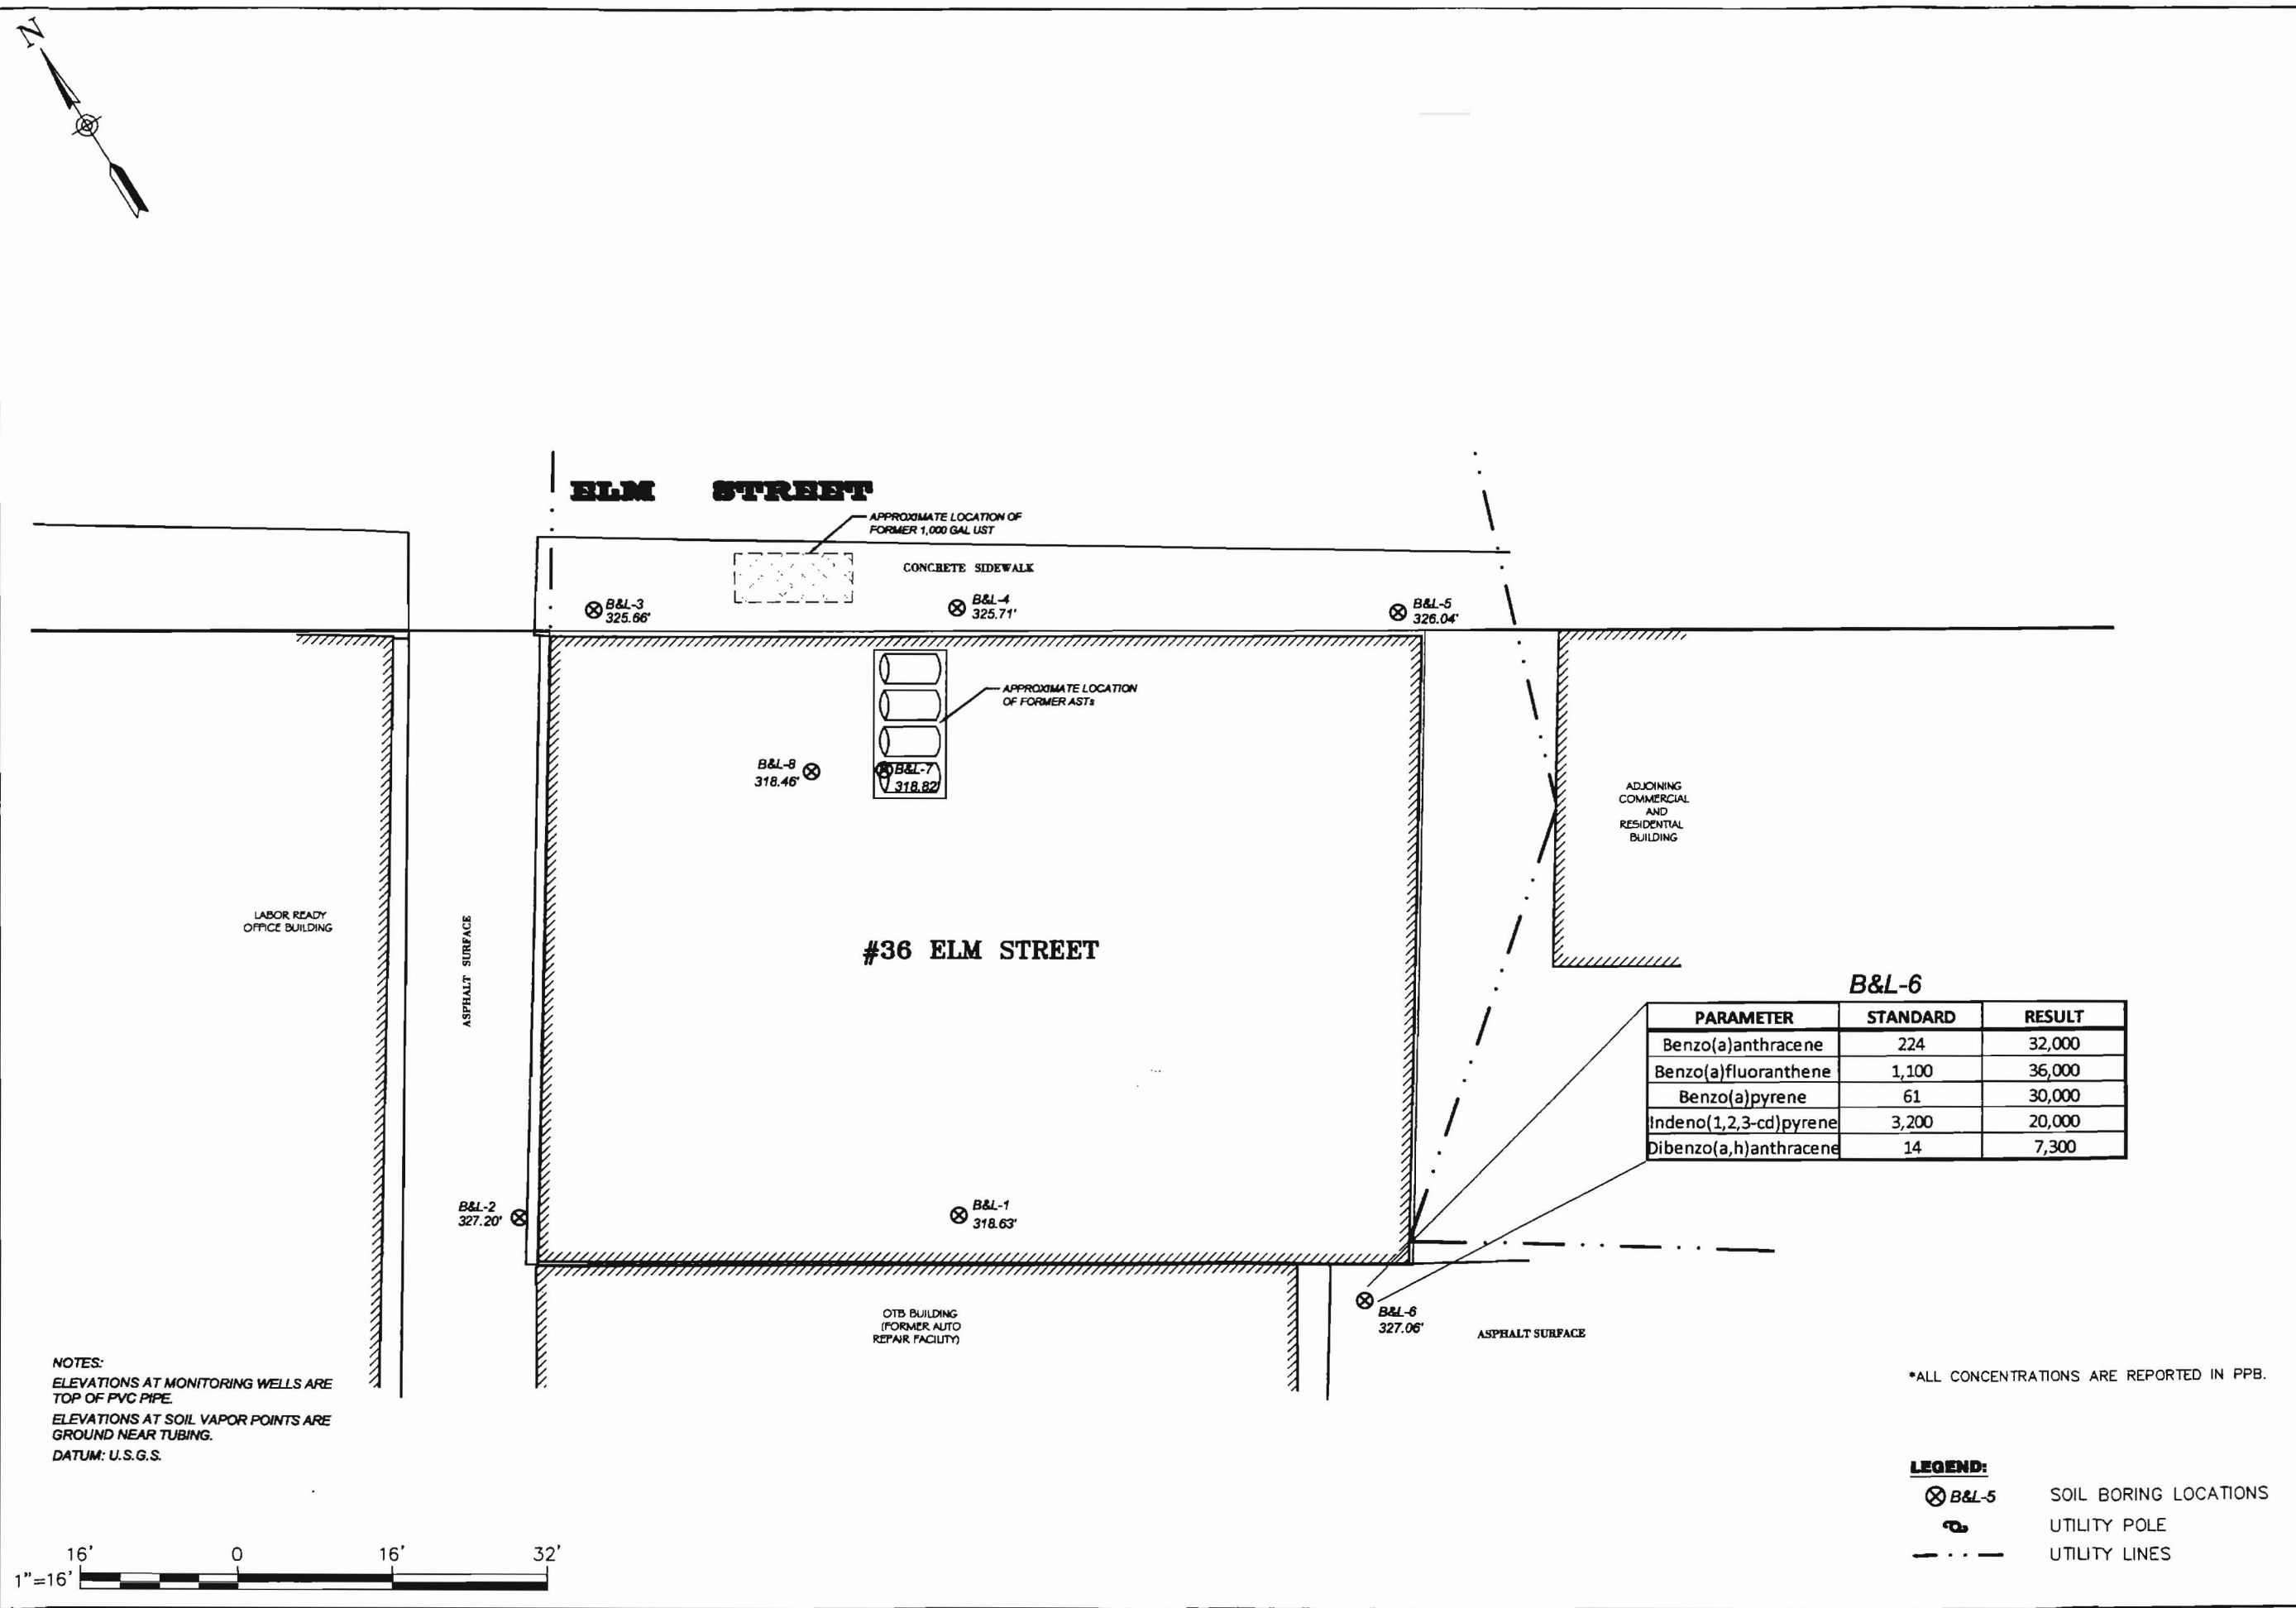 N
ELM STREET
APPROXIMATE LOCATION OF
FORMER 1,000 GAL UST
CONCRETE SIDEWALK
B&L-3
325.66'
B&L-4
325.71'
B&L-5
326.04'
APPROXIMATE LOCATION
OF FORMER ASTs
B&L-8
318.46'
B&L-7
318.82'
ADJOINING
COMMERCIAL
AND
RESIDENTIAL
BUILDING
LABOR READY
OFFICE BUILDING
ASPHALT SURFACE
#36 ELM STREET
B&L-6
PARAMETER STANDARD RESULT
Benzo(a)anthracene 224 32,000
Benzo(a)fluoranthene 1,100 36,000
Benzo(a)pyrene 61 30,000
Indeno(1,2,3-cd)pyrene 3,200 20,000
Dibenzo(a,h)anthracene 14 7,300
B&L-2
327.20'
B&L-1
318.63'
OTB BUILDING
(FORMER AUTO
REPAIR FACILITY)
B&L-6
327.06'
ASPHALT SURFACE
NOTES:
ELEVATIONS AT MONITORING WELLS ARE
TOP OF PVC PIPE.
ELEVATIONS AT SOIL VAPOR POINTS ARE
GROUND NEAR TUBING.
DATUM: U.S.G.S.
*ALL CONCENTRATIONS ARE REPORTED IN PPB.
LEGEND:
B&L-5 SOIL BORING LOCATIONS
UTILITY POLE
UTILITY LINES
16' 0 16' 32'
1"=16'